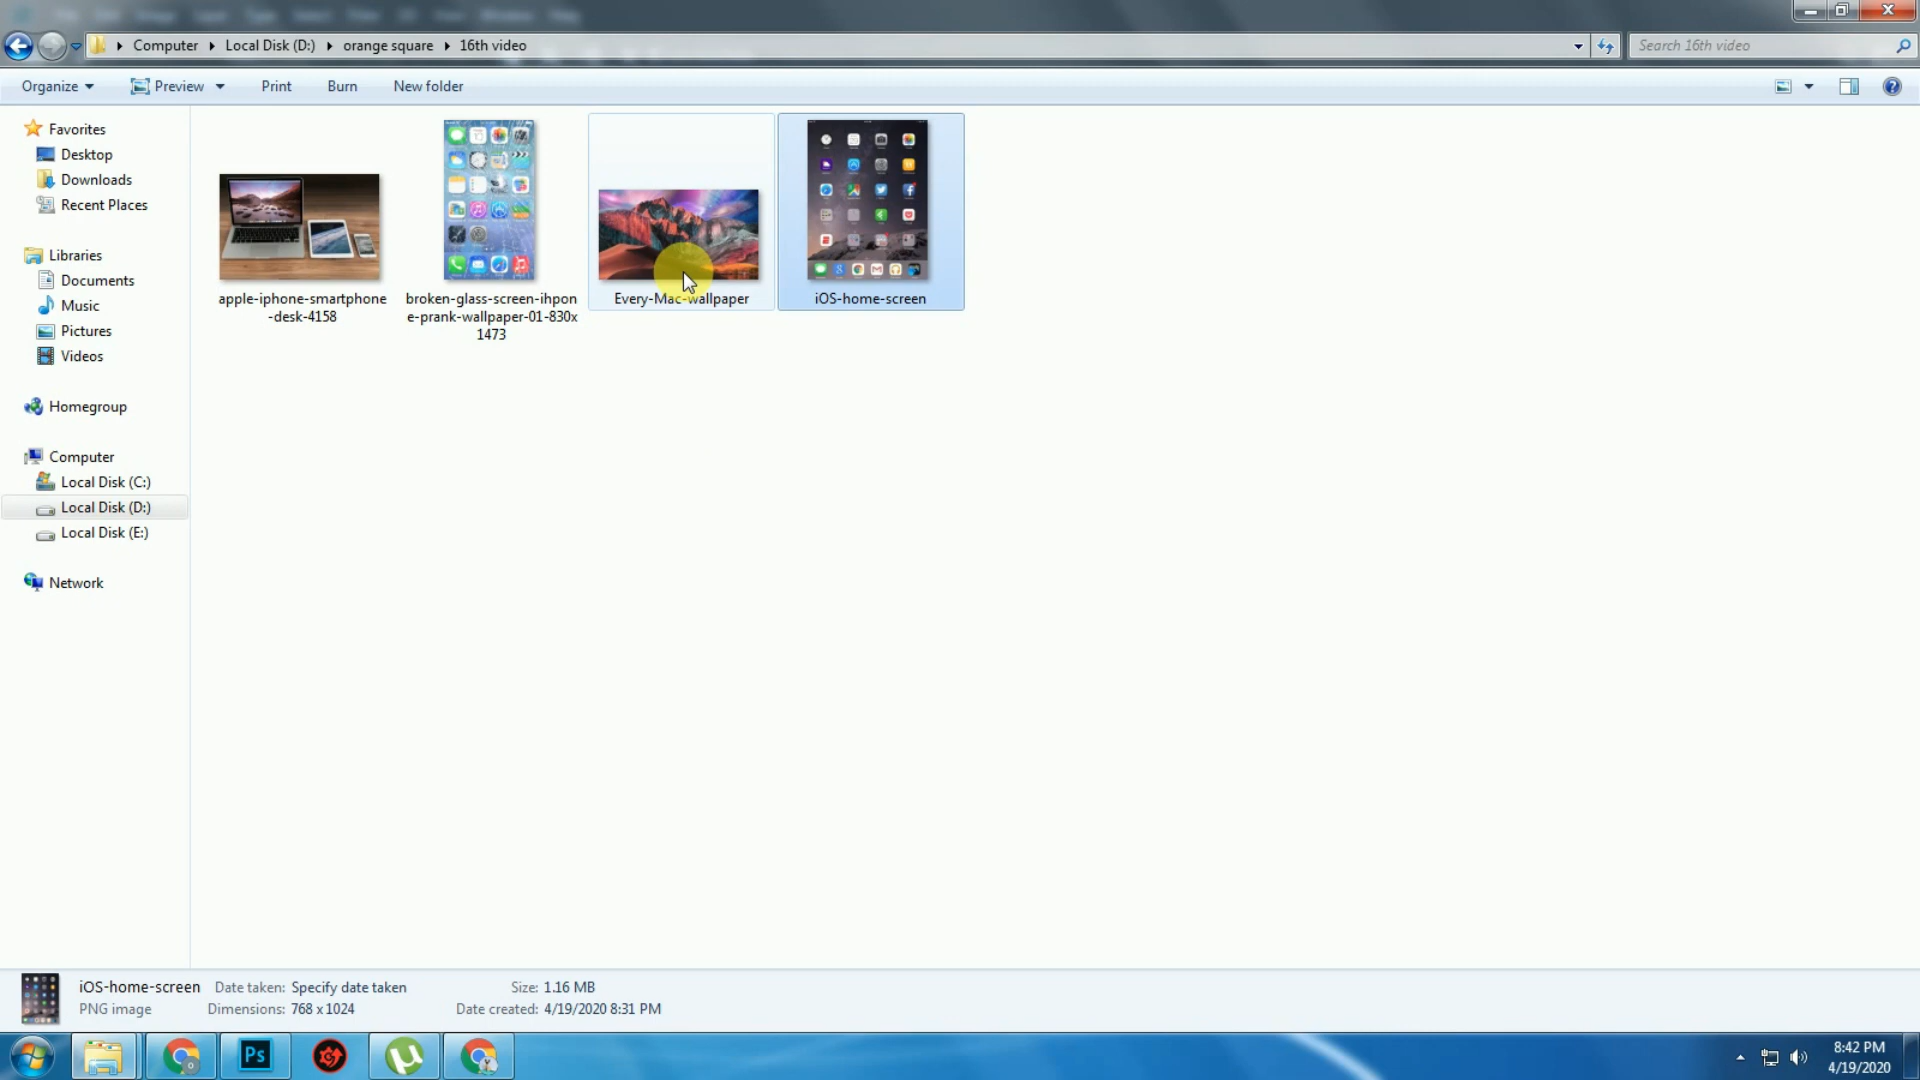 Computer Local Disk (D:) orange square 16th video
Search 16th video
Organize Preview Print Burn New folder
Favorites
Desktop
Downloads
Recent Places
Libraries
Documents
Music
Pictures
Videos
Homegroup
Computer
Local Disk (C:)
Local Disk (D:)
Local Disk (E:)
Network
apple-iphone-smartphone
-desk-4158
broken-glass-screen-ihpon
e-prank-wallpaper-01-830x
1473
Every-Mac-wallpaper
iOS-home-screen
iOS-home-screen Date taken: Specify date taken Size: 1.16 MB
PNG image Dimensions: 768 x 1024 Date created: 4/19/2020 8:31 PM
Ps
8:42 PM
4/19/2020